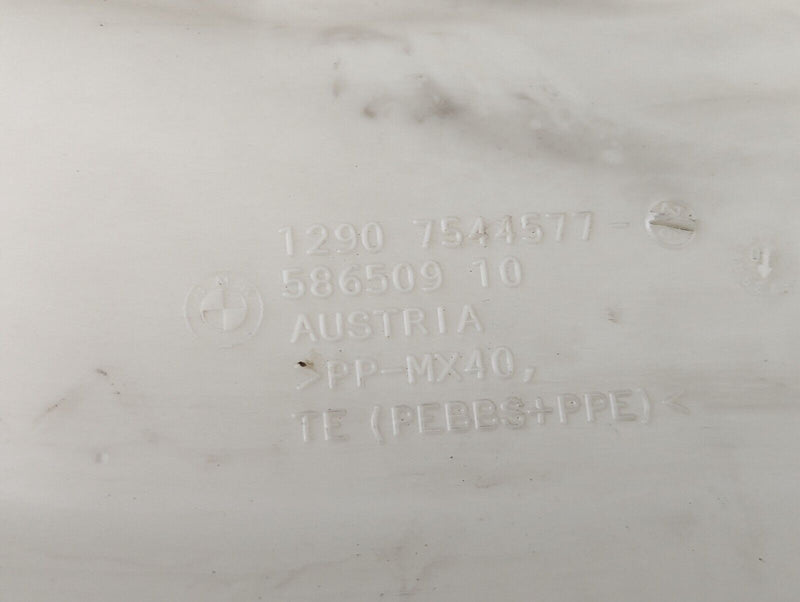 1290 7544577-
586509 10
AUSTRIA
>PP-MX40,
TE (PEBBS+PPE)<